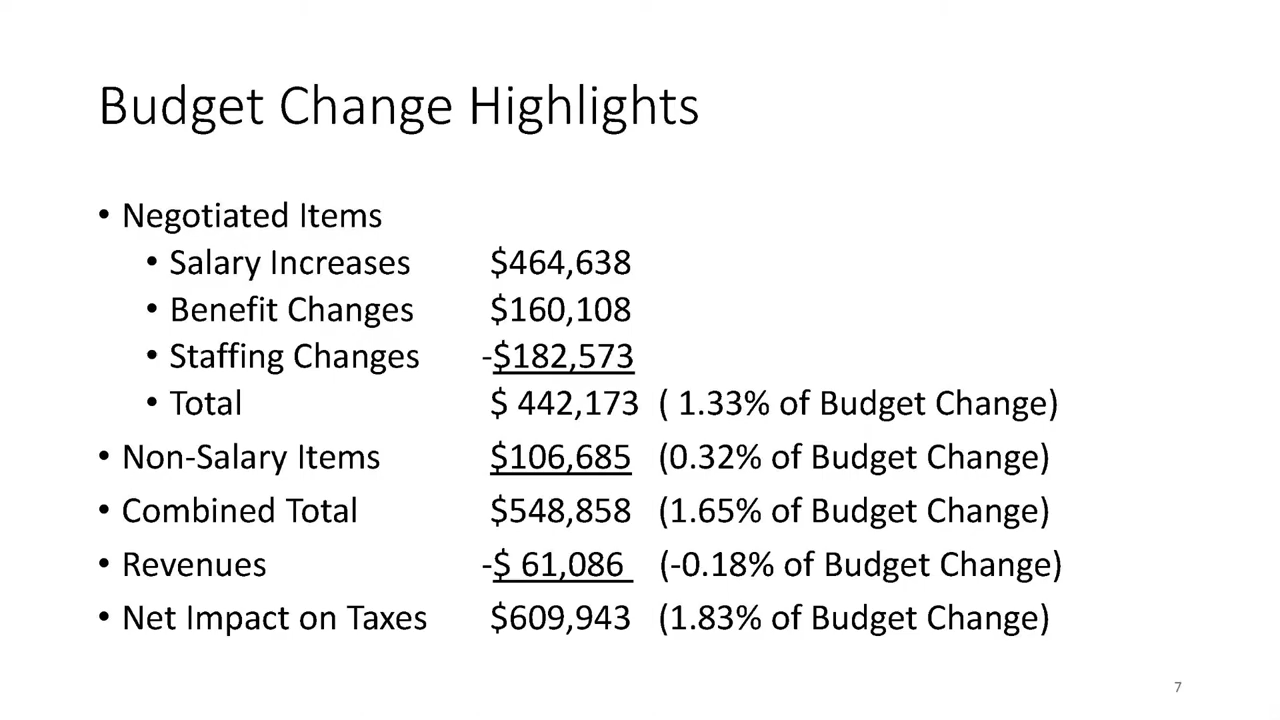 Budget Change Highlights
• Negotiated Items
• Salary Increases $464,638
• Benefit Changes $160,108
• Staffing Changes -$182,573
• Total $ 442,173 ( 1.33% of Budget Change)
• Non-Salary Items $106,685 (0.32% of Budget Change)
• Combined Total $548,858 (1.65% of Budget Change)
• Revenues -$ 61,086 (-0.18% of Budget Change)
• Net Impact on Taxes $609,943 (1.83% of Budget Change)
7